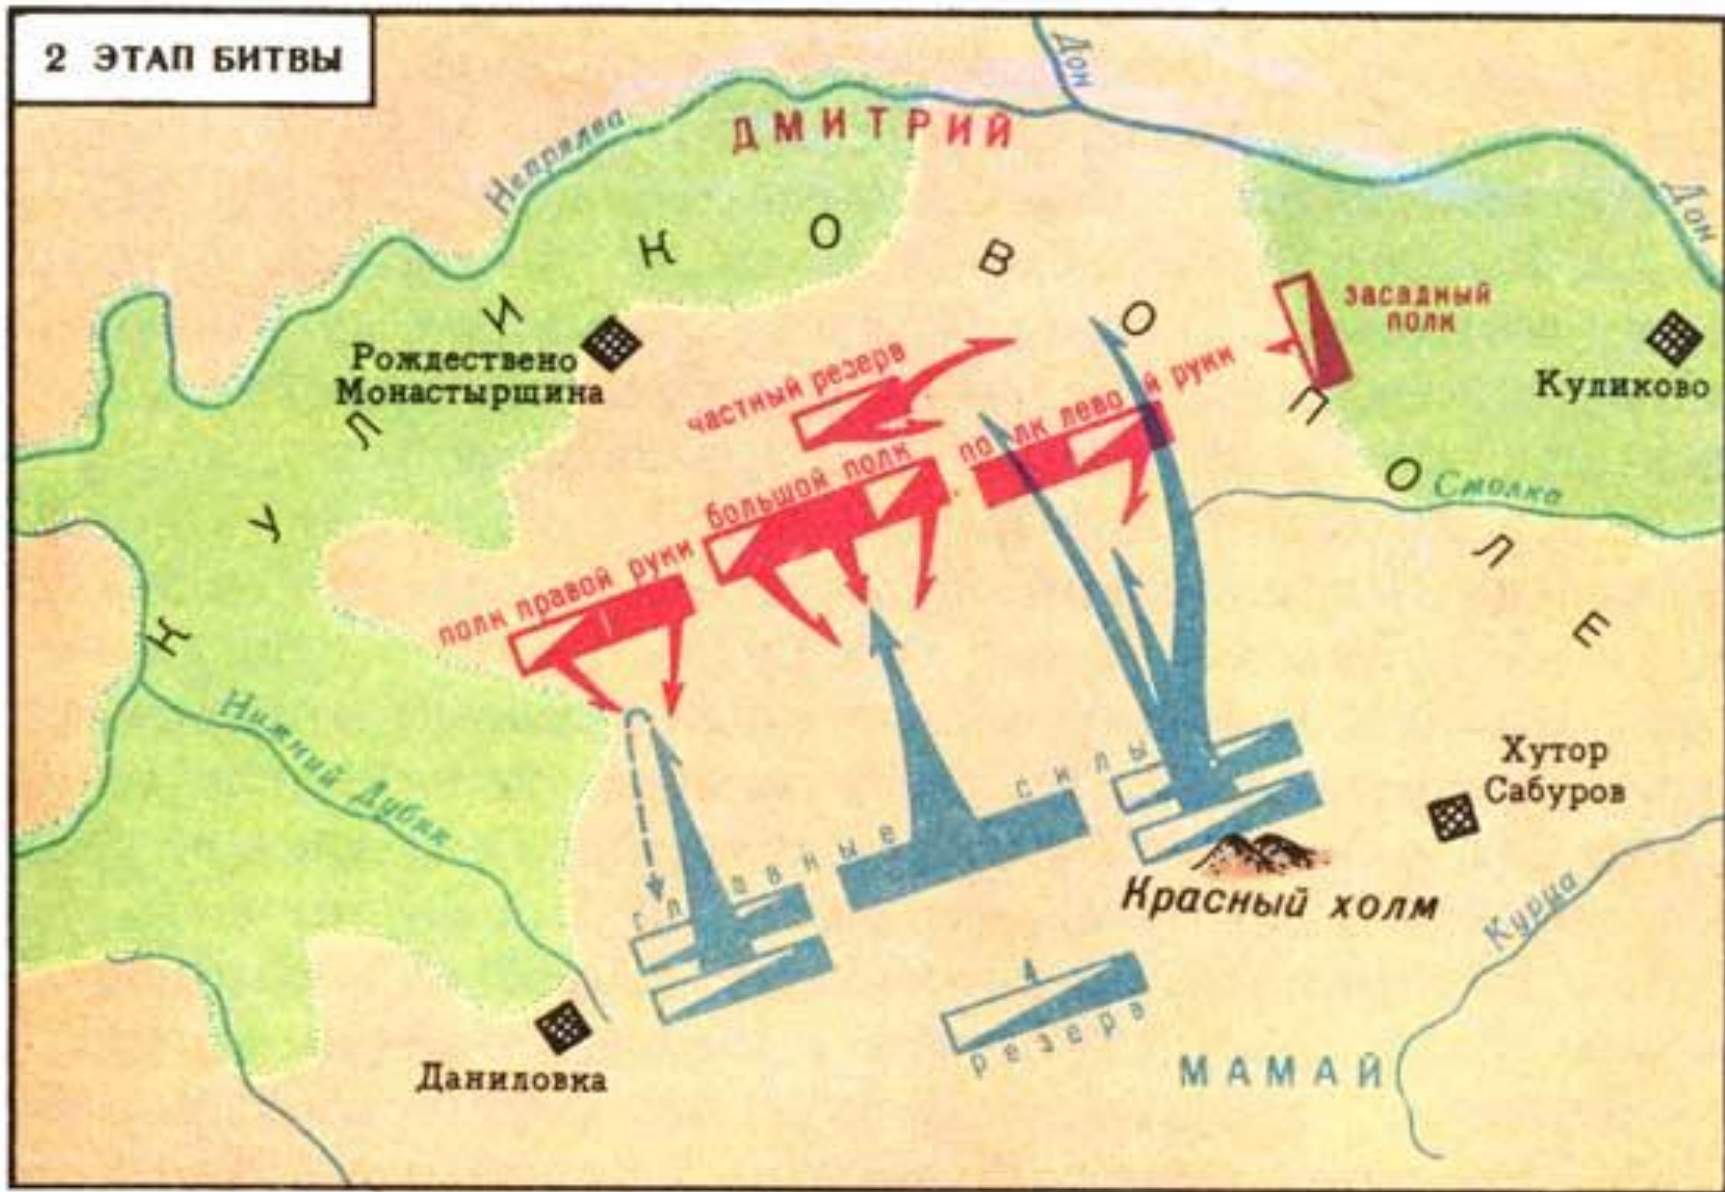 2 ЭТАП БИТВЫ
Дон
Непрядва
ДМИТРИЙ
Дон
КУЛИКОВО ПОЛЕ
засадный
полк
Рождествено
Монастырщина
Куликово
частный резерв
полк левой руки
большой полк
полк правой руки
Смолка
Нижний Дубик
Хутор
Сабуров
главные силы
Красный холм
Курца
резерв
Даниловка
МАМАЙ